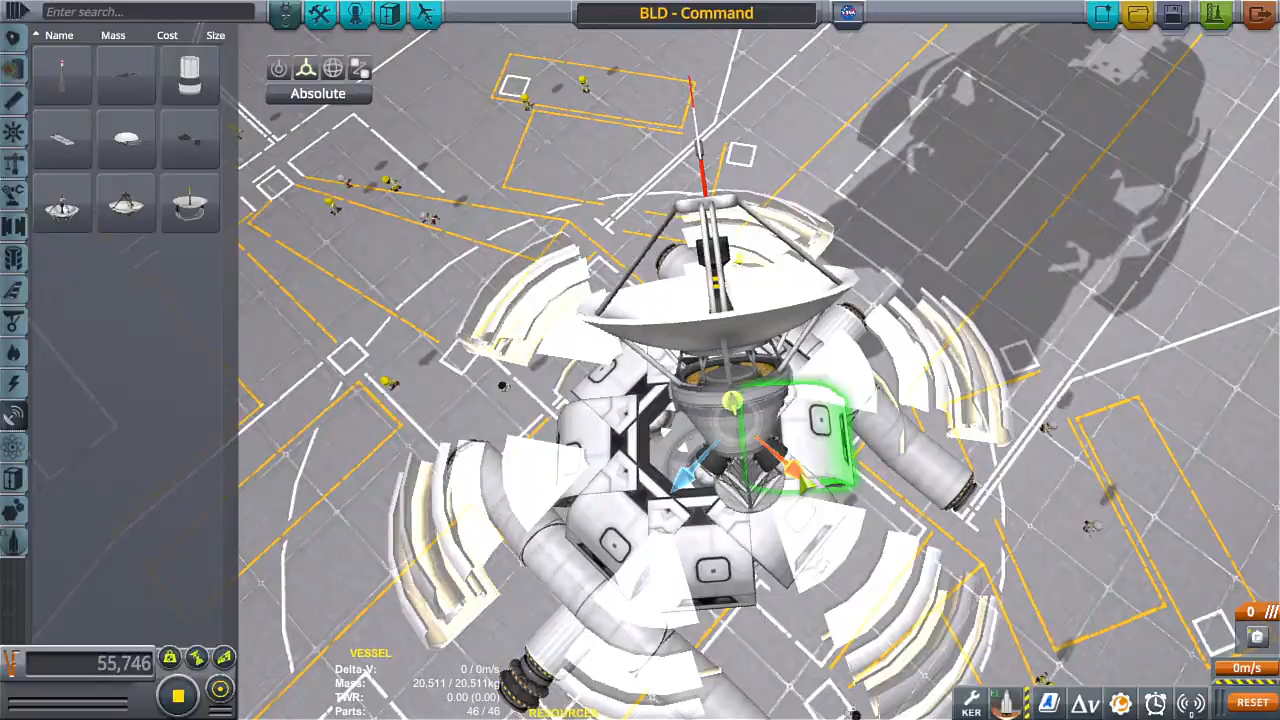 Enter search...
BLD - Command
Name Mass Cost Size
Absolute
55,746
VESSEL
Delta-V: 0 / 0m/s
Mass: 20,511 / 20,511kg
TWR: 0.00 (0.00)
Parts: 46 / 46
RESOURCES
0
0m/s
KER
Δv
RESET